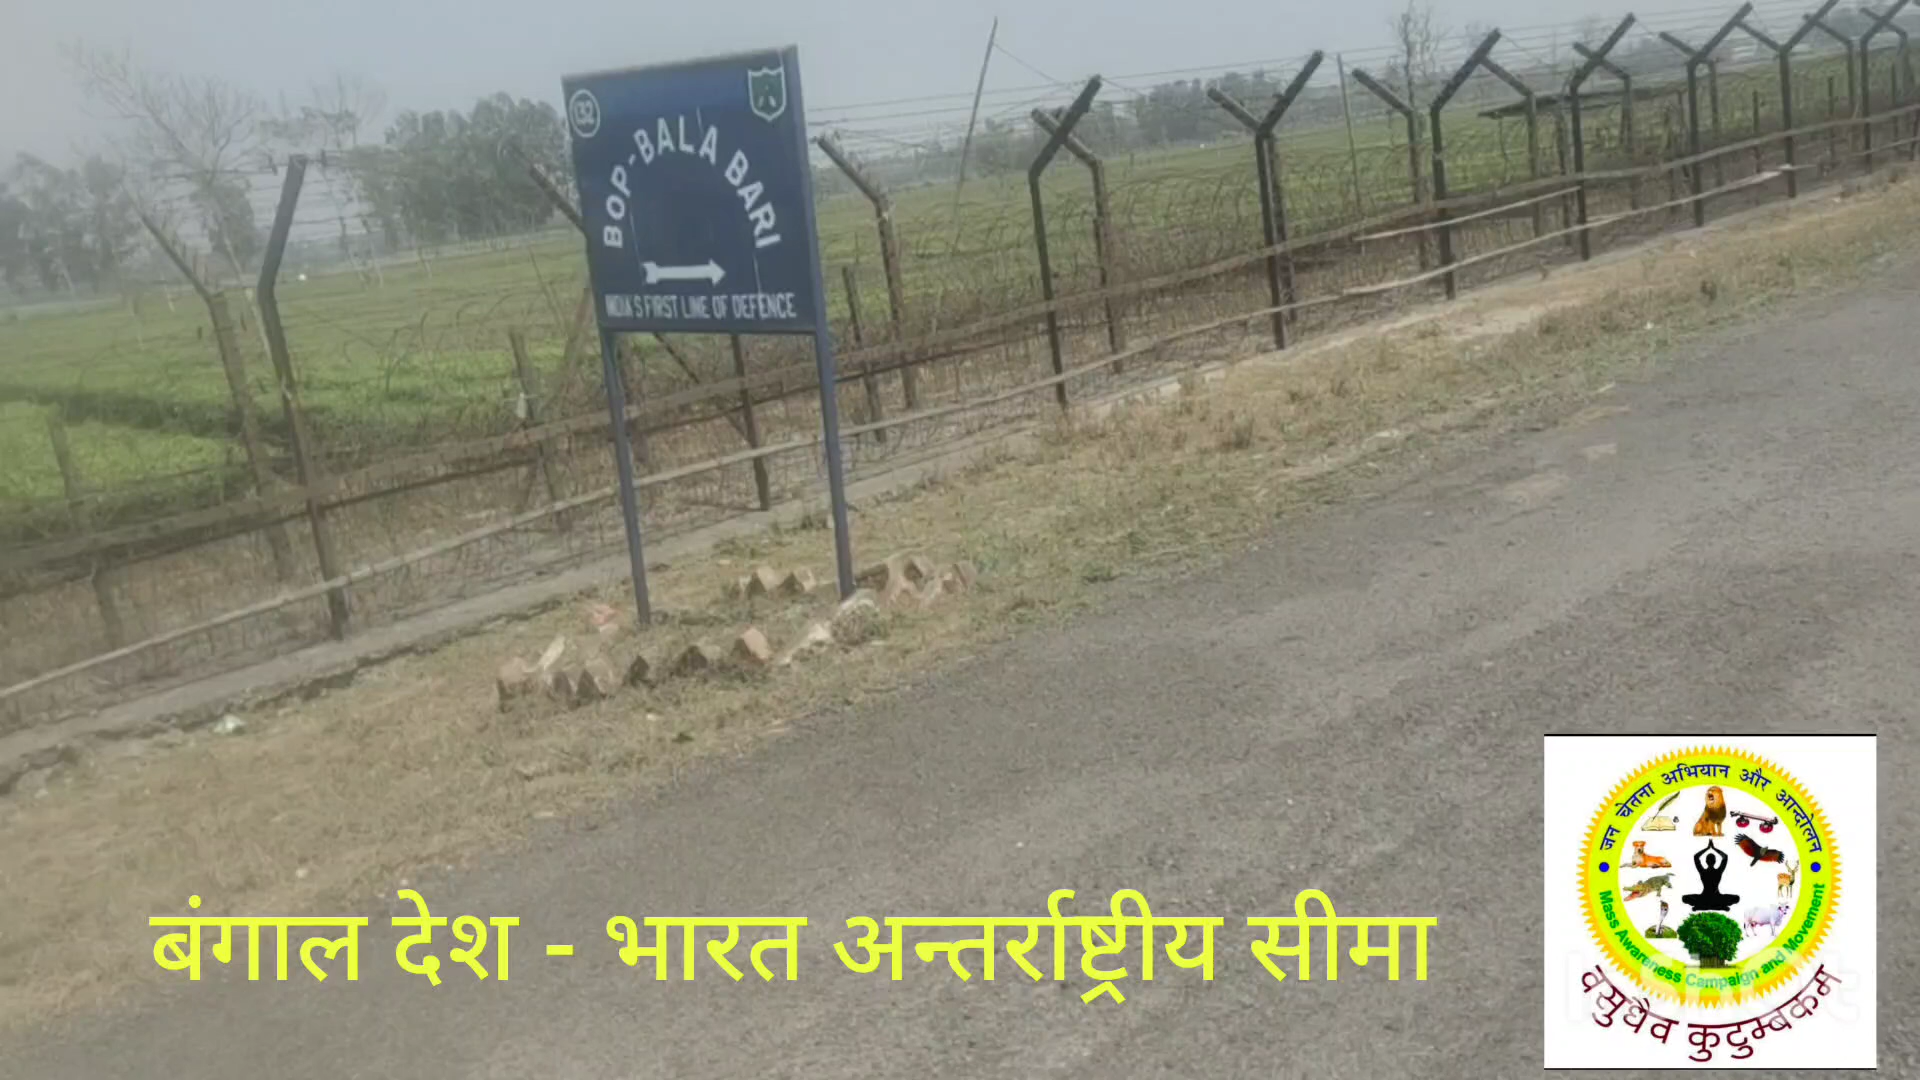 132
BOP-BALA BARI
INDIA'S FIRST LINE OF DEFENCE
बंगाल देश - भारत अन्तर्राष्ट्रीय सीमा
जन चेतना अभियान और आन्दोलन
Mass Awareness Campaign and Movement
वसुधैव कुटुम्बकम